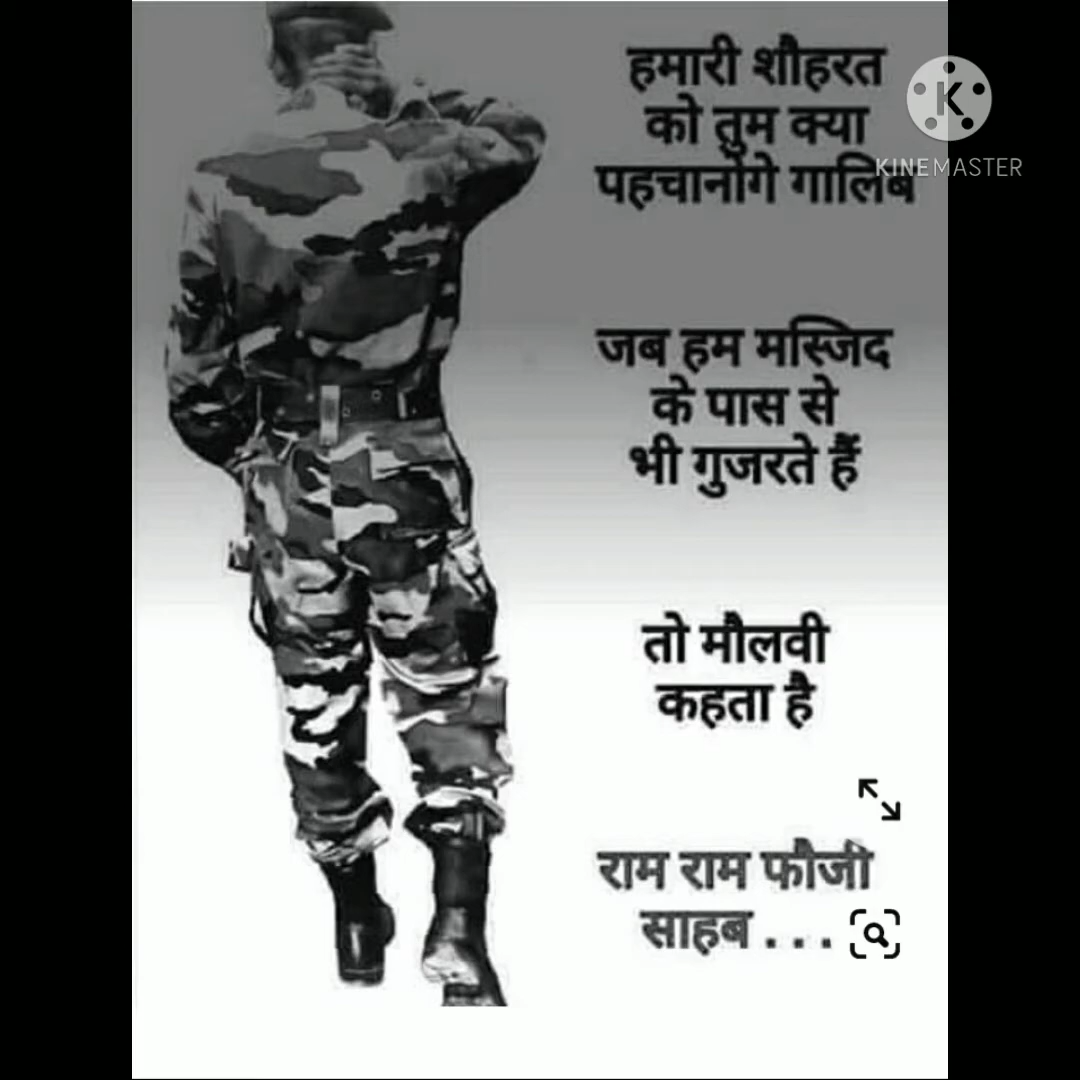 हमारी शौहरत
को तुम क्या
पहचानोगे गालिब
K
KINEMASTER
जब हम मस्जिद
के पास से
भी गुजरते हैं
तो मौलवी
कहता है
राम राम फौजी
साहब . . .